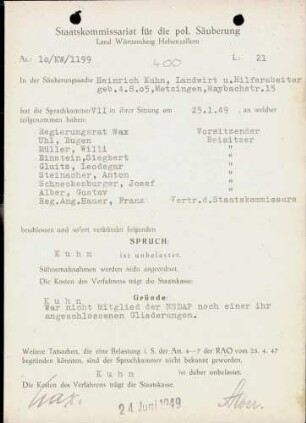 Staatskommissariat für die pol. Säuberung
Land Württemberg Hohenzollern
Az.: 10/KW/1199
400
L: 21
In der Säuberungssache Heinrich Kuhn, Landwirt u.Hilfsarbeiter
geb.4.8.05, Metzingen, Maybachstr.15
hat die Spruchkammer VII in ihrer Sitzung am 25.1.49 , an welcher
teilgenommen haben:
Regierungsrat Wax Vorsitzender
Uhl, Eugen Beisitzer
Müller, Willi "
Einstein, Siegbert "
Gluitz, Leodegar "
Steinacher, Anton "
Schneckenburger, Josef "
Alber, Gustav "
Reg.Ang.Hauer, Franz Vertr.d.Staatskommissars
beschlossen und sofort verkündet folgenden
SPRUCH:
Kuhn
ist unbelastet.
Sühnemaßnahmen werden nicht angeordnet.
Die Kosten des Verfahrens trägt die Staatskasse.
Gründe:
Kuhn
War nicht Mitglied der NSDAP noch einer ihr
angeschlossenen Gliederungen.
Weitere Tatsachen, die eine Belastung i. S. der Art. 4—7 der RAO vom 25. 4. 47
begründen könnten, sind der Spruchkammer nicht bekannt geworden.
Kuhn ist daher unbelastet.
Die Kosten des Verfahrens trägt die Staatskasse.
Wax.
24. Juni 1949